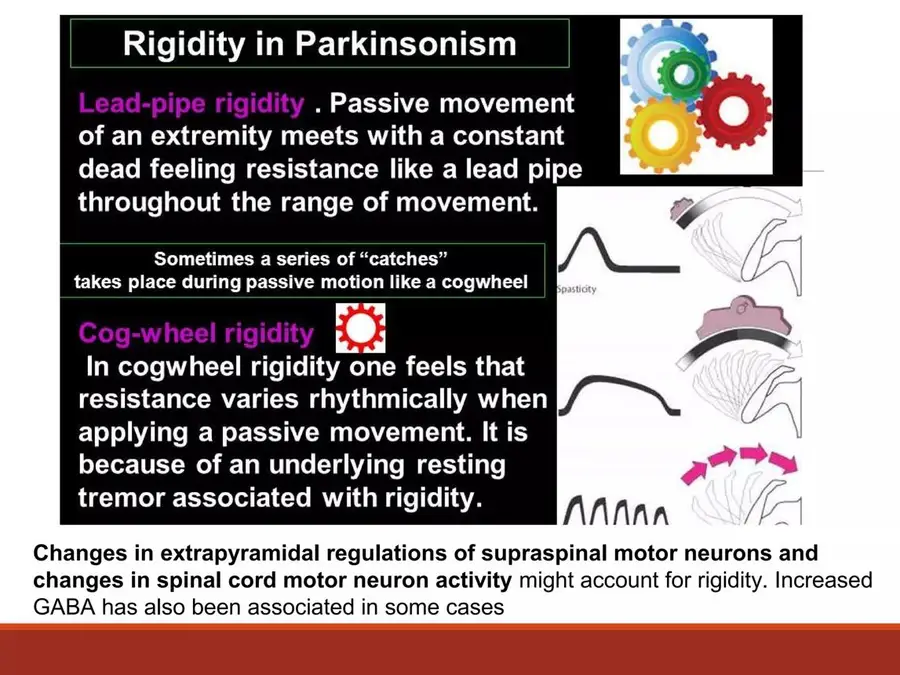 Rigidity in Parkinsonism
Lead-pipe rigidity . Passive movement
of an extremity meets with a constant
dead feeling resistance like a lead pipe
throughout the range of movement.
Sometimes a series of “catches”
takes place during passive motion like a cogwheel
Spasticity
Cog-wheel rigidity
In cogwheel rigidity one feels that
resistance varies rhythmically when
applying a passive movement. It is
because of an underlying resting
tremor associated with rigidity.
Changes in extrapyramidal regulations of supraspinal motor neurons and
changes in spinal cord motor neuron activity might account for rigidity. Increased
GABA has also been associated in some cases